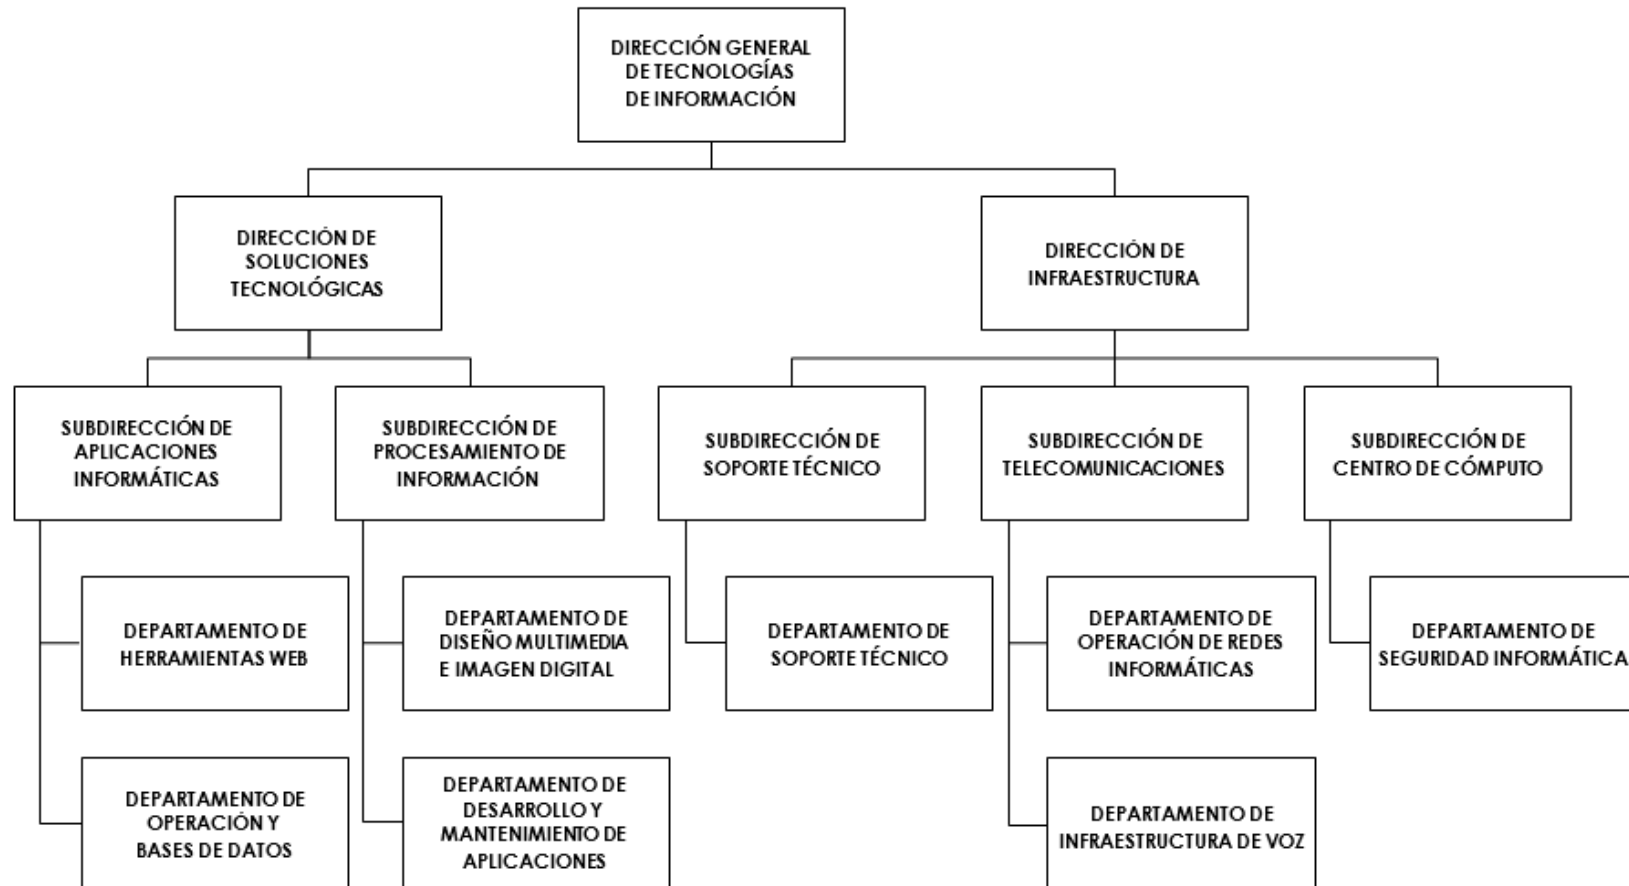 DIRECCIÓN GENERAL
DE TECNOLOGÍAS
DE INFORMACIÓN
DIRECCIÓN DE
SOLUCIONES
TECNOLÓGICAS
DIRECCIÓN DE
INFRAESTRUCTURA
SUBDIRECCIÓN DE
APLICACIONES
INFORMÁTICAS
SUBDIRECCIÓN DE
PROCESAMIENTO DE
INFORMACIÓN
SUBDIRECCIÓN DE
SOPORTE TÉCNICO
SUBDIRECCIÓN DE
TELECOMUNICACIONES
SUBDIRECCIÓN DE
CENTRO DE CÓMPUTO
DEPARTAMENTO DE
HERRAMIENTAS WEB
DEPARTAMENTO DE
DISEÑO MULTIMEDIA
E IMAGEN DIGITAL
DEPARTAMENTO DE
SOPORTE TÉCNICO
DEPARTAMENTO DE
OPERACIÓN DE REDES
INFORMÁTICAS
DEPARTAMENTO DE
SEGURIDAD INFORMÁTICA
DEPARTAMENTO DE
OPERACIÓN Y
BASES DE DATOS
DEPARTAMENTO DE
DESARROLLO Y
MANTENIMIENTO DE
APLICACIONES
DEPARTAMENTO DE
INFRAESTRUCTURA DE VOZ